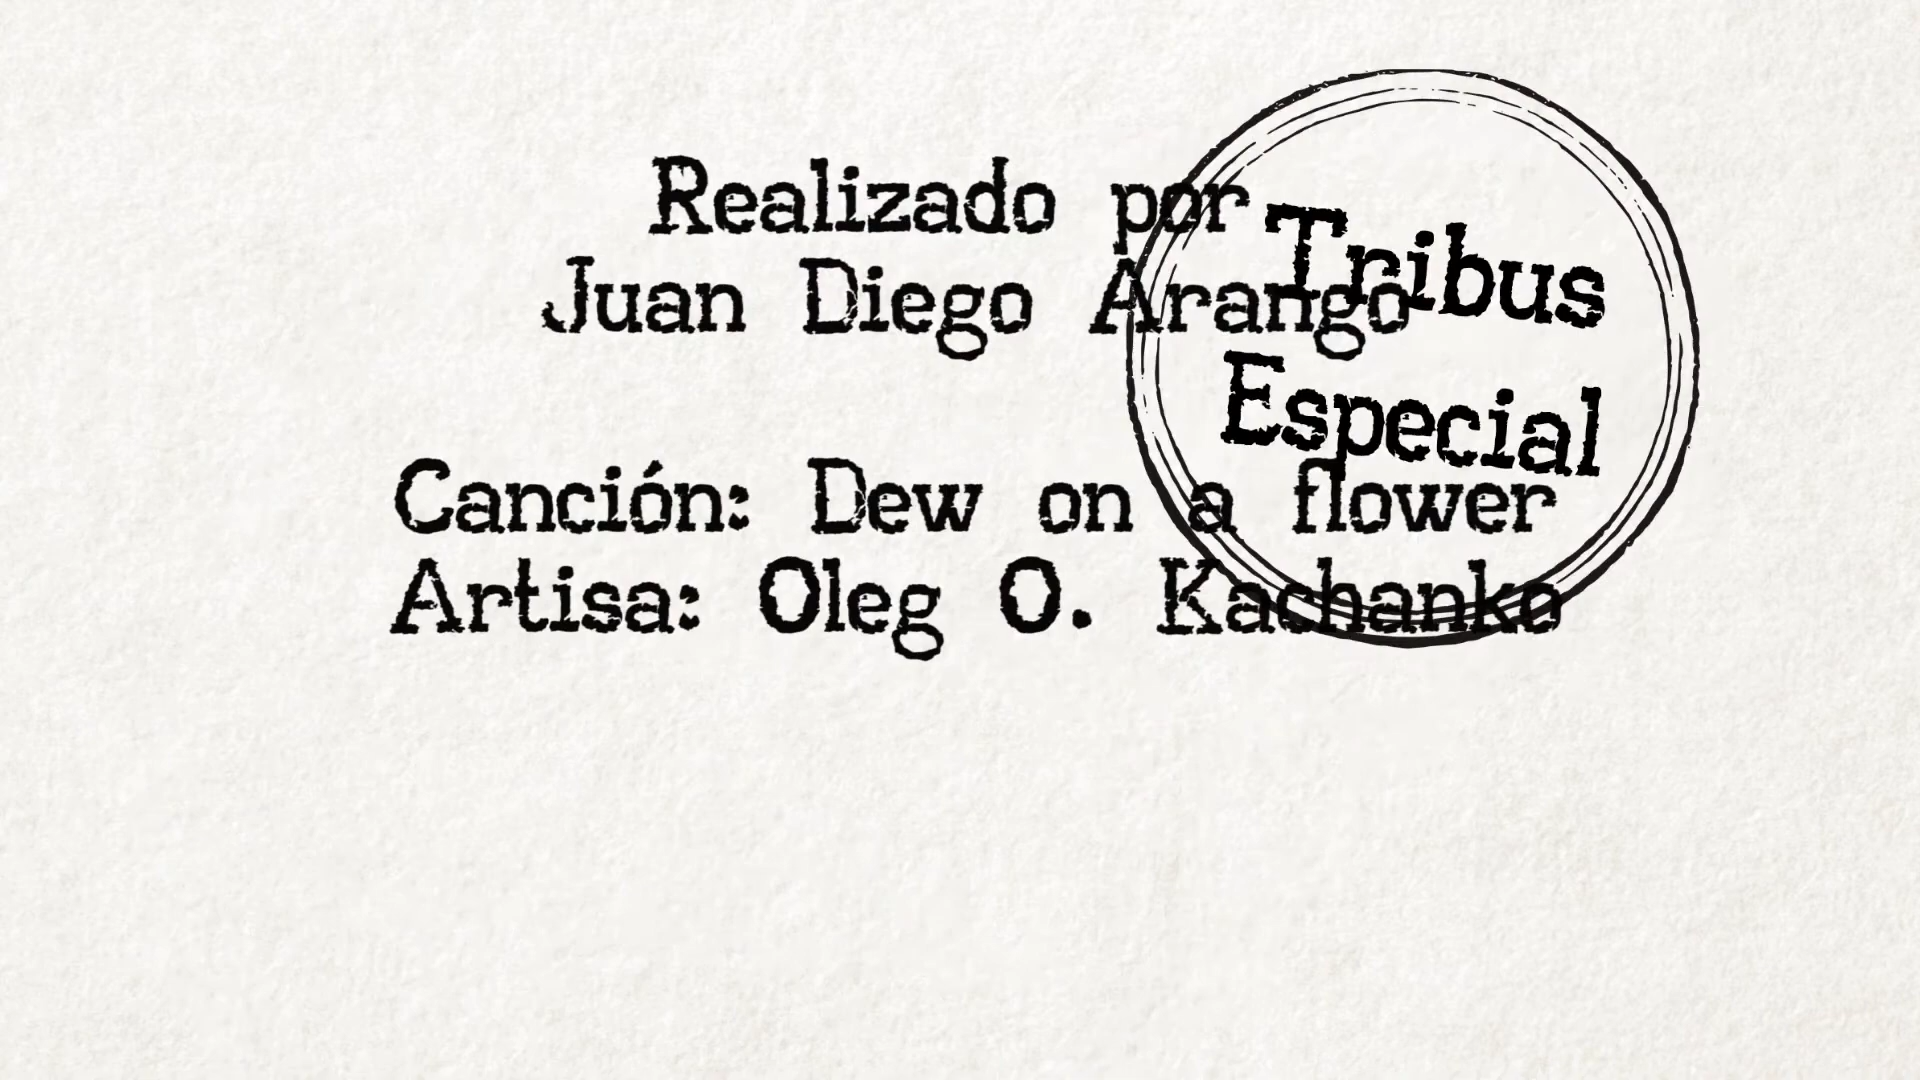 Realizado por
Juan Diego Arango
Tribus
Especial
Canción: Dew on a flower
Artisa: Oleg O. Kachanko